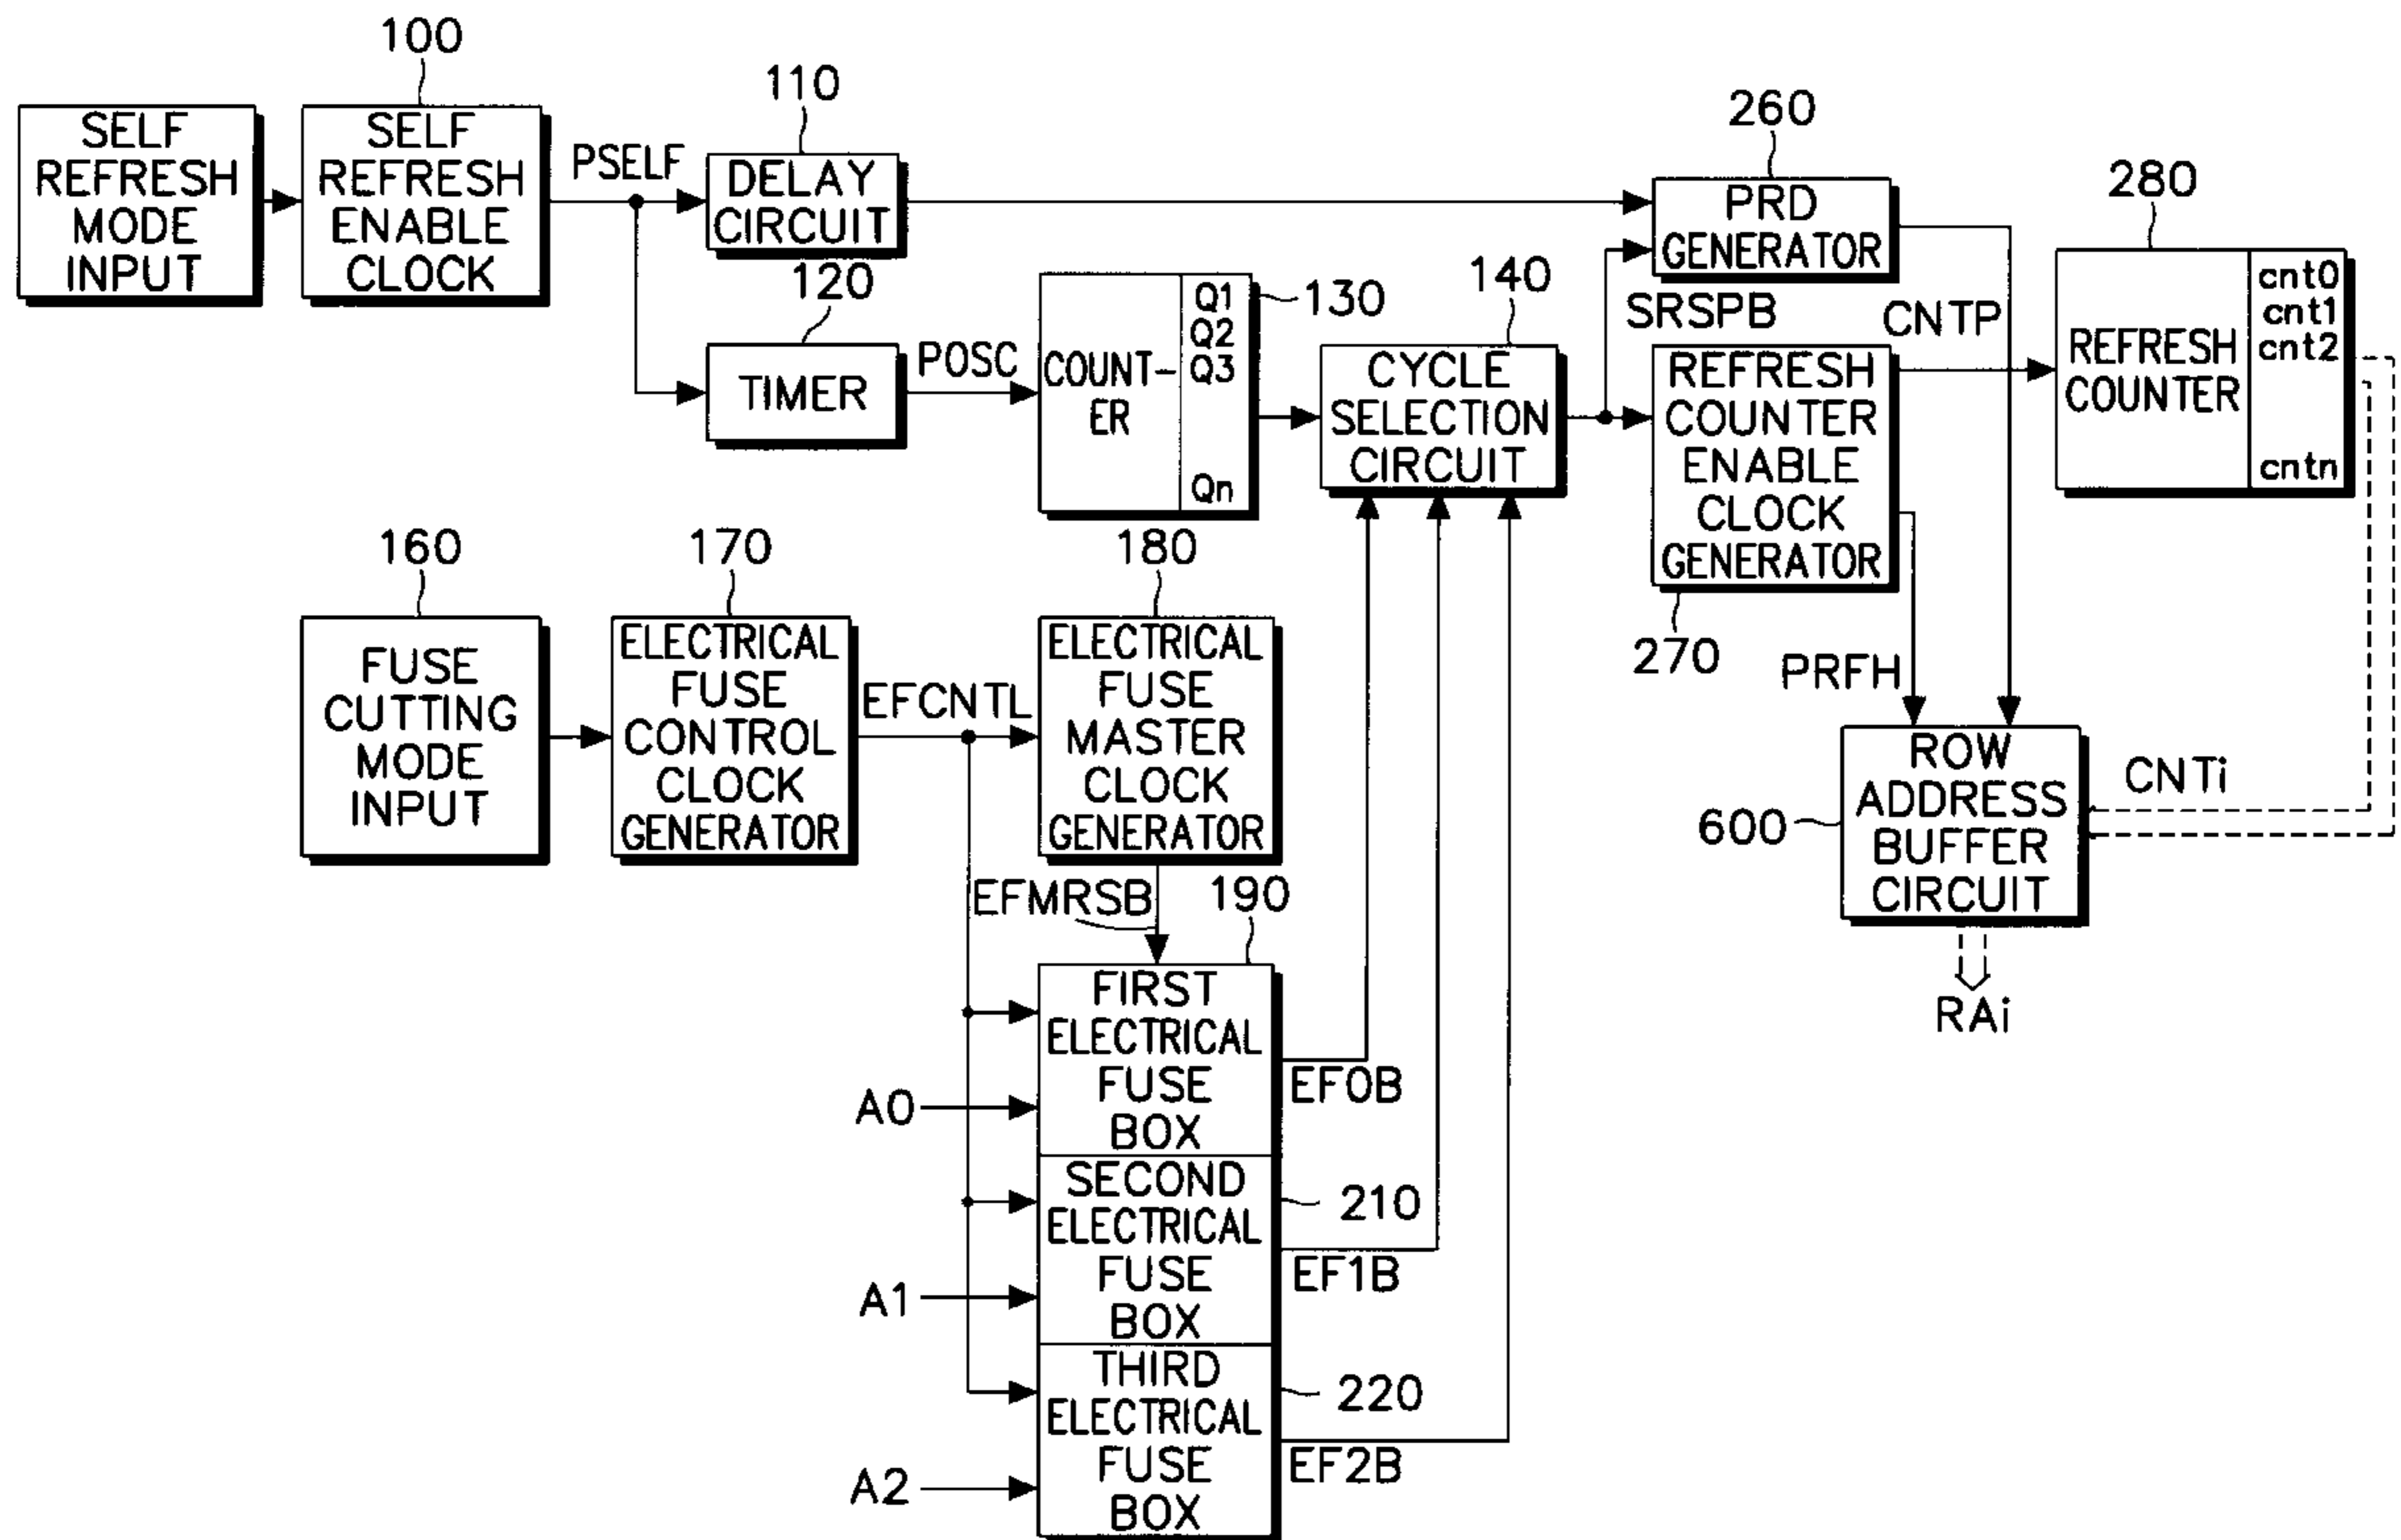 100
SELF
REFRESH
MODE
INPUT
SELF
REFRESH
ENABLE
CLOCK
PSELF
110
DELAY
CIRCUIT
120
TIMER
POSC
COUNT-
ER
Q1
Q2
Q3
Qn
130
140
CYCLE
SELECTION
CIRCUIT
260
PRD
GENERATOR
SRSPB
CNTP
REFRESH
COUNTER
ENABLE
CLOCK
GENERATOR
270
PRFH
280
REFRESH
COUNTER
cnt0
cnt1
cnt2
cntn
160
FUSE
CUTTING
MODE
INPUT
170
ELECTRICAL
FUSE
CONTROL
CLOCK
GENERATOR
EFCNTL
180
ELECTRICAL
FUSE
MASTER
CLOCK
GENERATOR
EFMRSB
190
FIRST
ELECTRICAL
FUSE
BOX
A0
EF0B
SECOND
ELECTRICAL
FUSE
BOX
210
A1
EF1B
THIRD
ELECTRICAL
FUSE
BOX
220
A2
EF2B
600
ROW
ADDRESS
BUFFER
CIRCUIT
CNTi
RAi